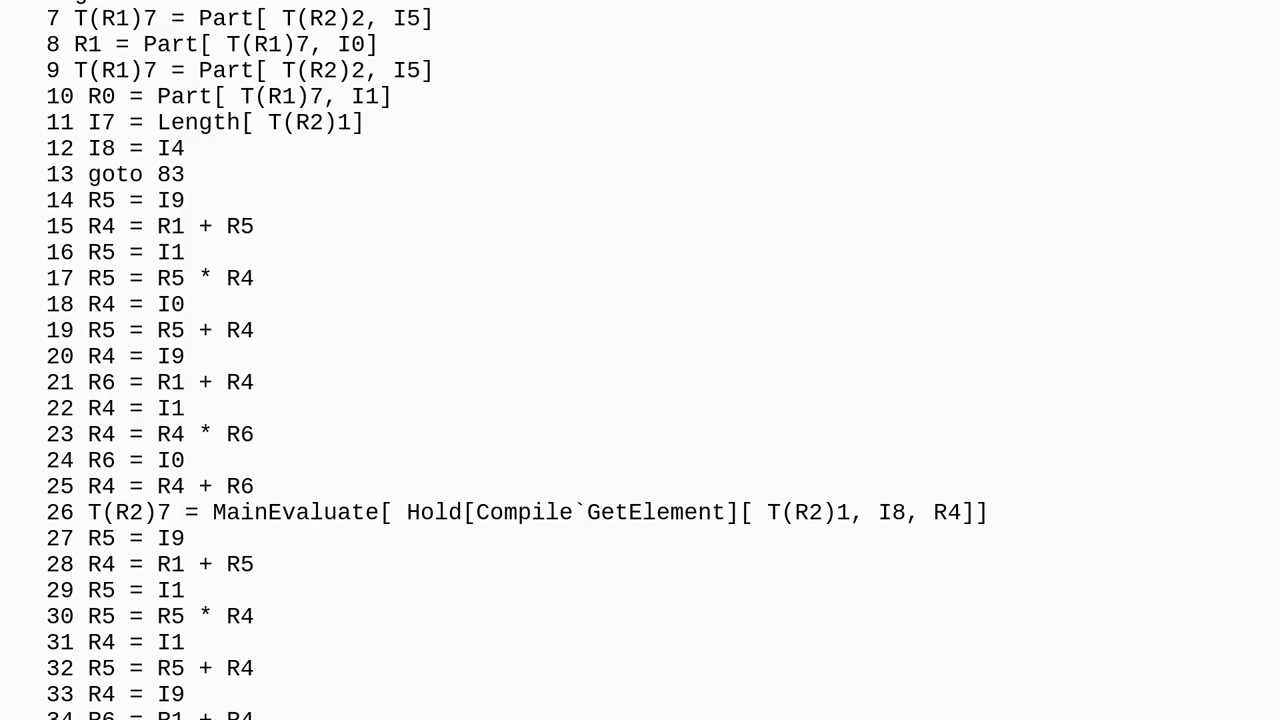 7 T(R1)7 = Part[ T(R2)2, I5]
8 R1 = Part[ T(R1)7, I0]
9 T(R1)7 = Part[ T(R2)2, I5]
10 R0 = Part[ T(R1)7, I1]
11 I7 = Length[ T(R2)1]
12 I8 = I4
13 goto 83
14 R5 = I9
15 R4 = R1 + R5
16 R5 = I1
17 R5 = R5 * R4
18 R4 = I0
19 R5 = R5 + R4
20 R4 = I9
21 R6 = R1 + R4
22 R4 = I1
23 R4 = R4 * R6
24 R6 = I0
25 R4 = R4 + R6
26 T(R2)7 = MainEvaluate[ Hold[Compile`GetElement][ T(R2)1, I8, R4]]
27 R5 = I9
28 R4 = R1 + R5
29 R5 = I1
30 R5 = R5 * R4
31 R4 = I1
32 R5 = R5 + R4
33 R4 = I9
34 R6 = R1 + R4